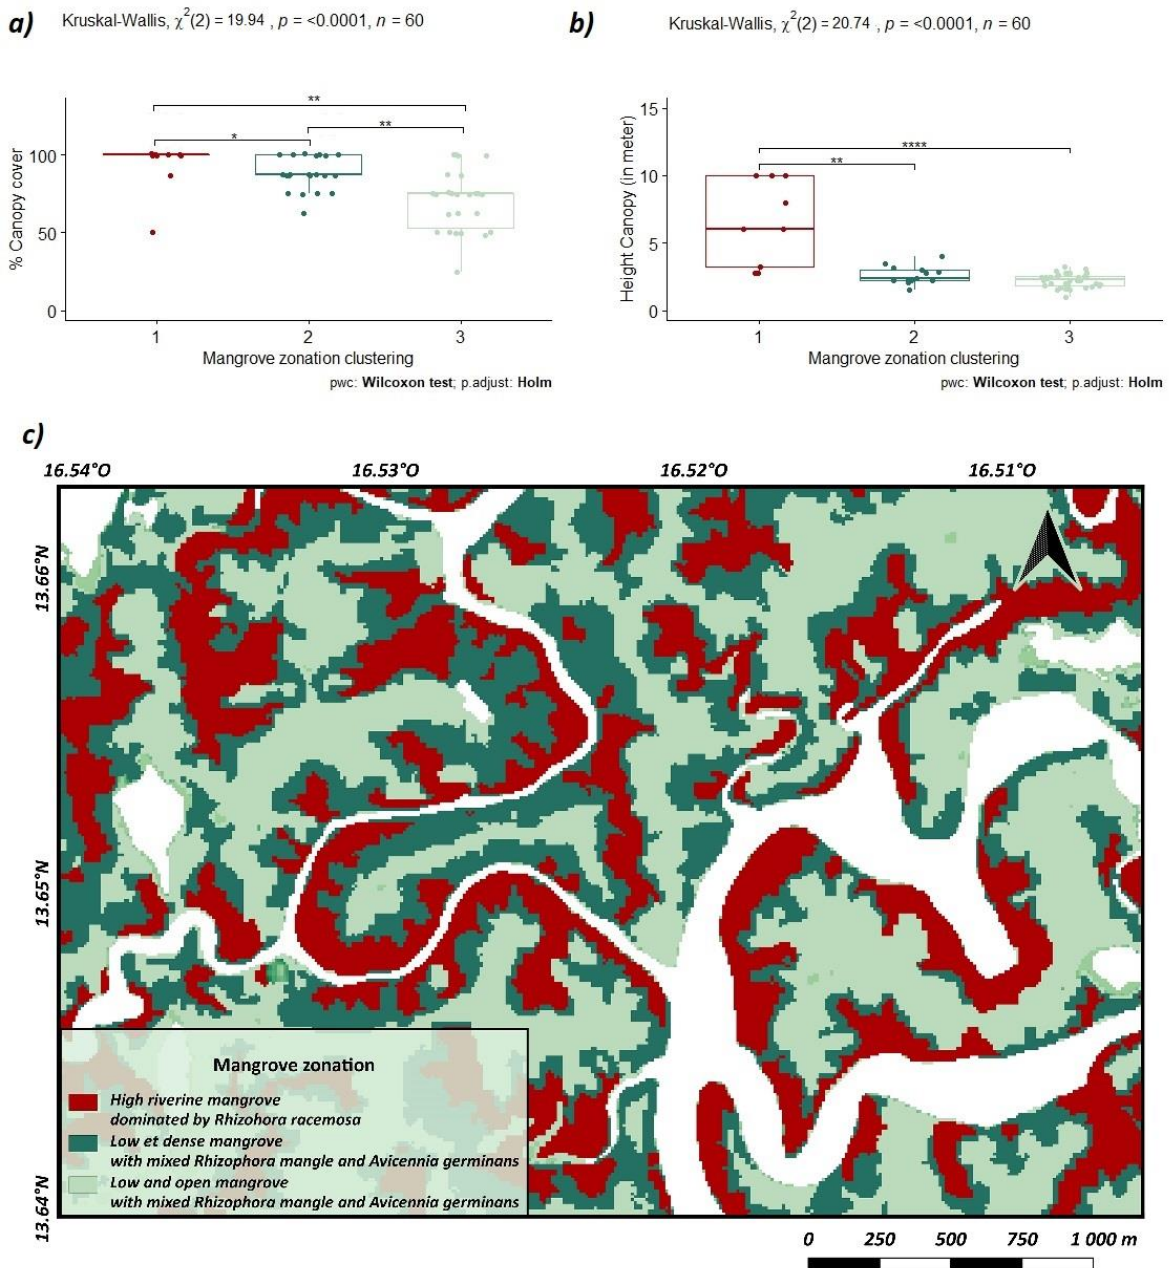 a) Kruskal-Wallis, χ²(2) = 19.94 , p = <0.0001, n = 60
** 
**
*
100
50
0
% Canopy cover
1 2 3
Mangrove zonation clustering
pwc: Wilcoxon test; p.adjust: Holm
b) Kruskal-Wallis, χ²(2) = 20.74 , p = <0.0001, n = 60
15
****
**
10
5
0
Height Canopy (in meter)
1 2 3
Mangrove zonation clustering
pwc: Wilcoxon test; p.adjust: Holm
c)
16.54°O 16.53°O 16.52°O 16.51°O
13.66°N
13.65°N
13.64°N
Mangrove zonation
High riverine mangrove
dominated by Rhizohora racemosa
Low et dense mangrove
with mixed Rhizophora mangle and Avicennia germinans
Low and open mangrove
with mixed Rhizophora mangle and Avicennia germinans
0 250 500 750 1 000 m